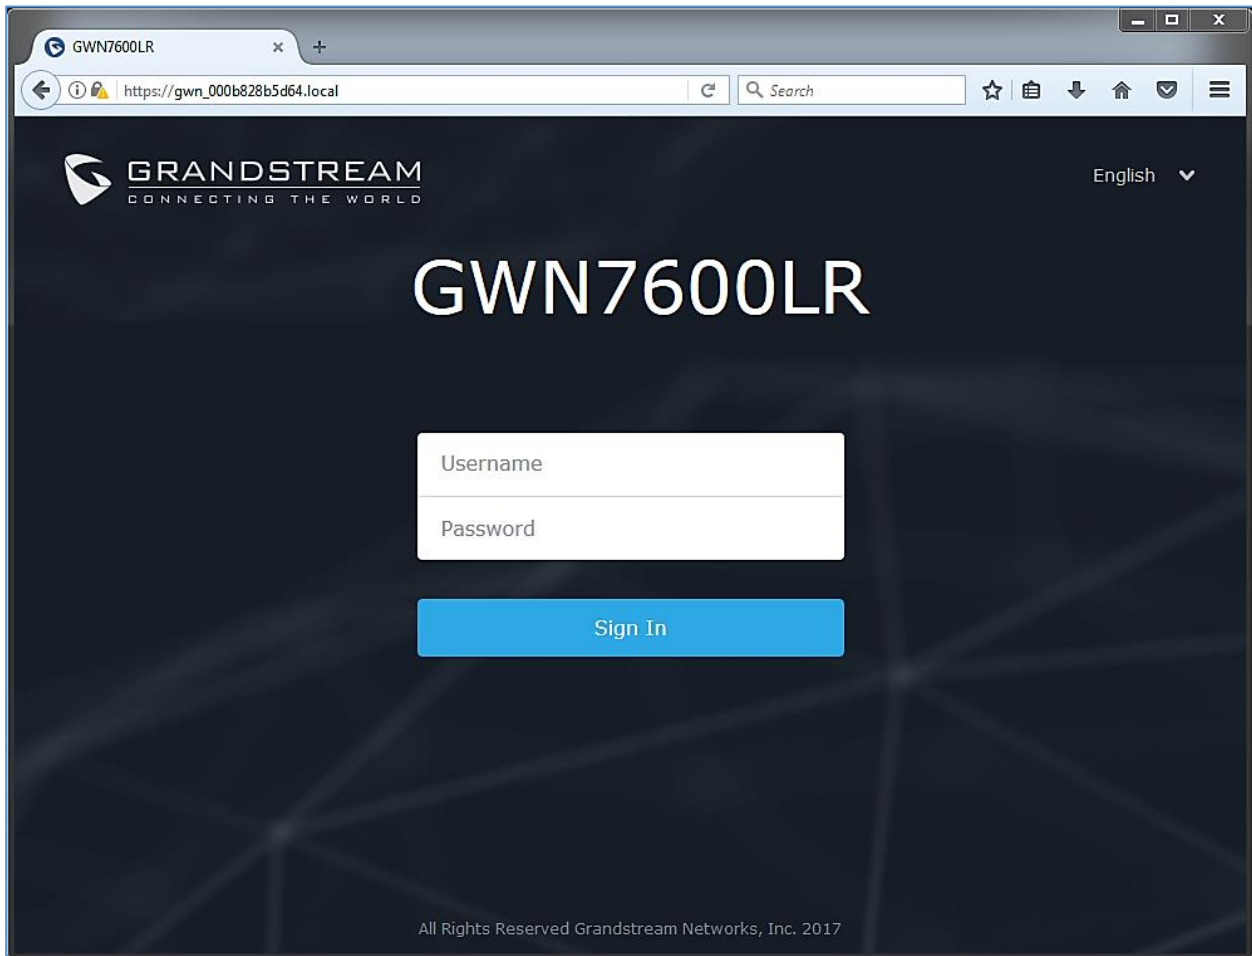 GWN7600LR
https://gwn_000b828b5d64.local
Search
GRANDSTREAM
CONNECTING THE WORLD
English
GWN7600LR
Username
Password
Sign In
All Rights Reserved Grandstream Networks, Inc. 2017